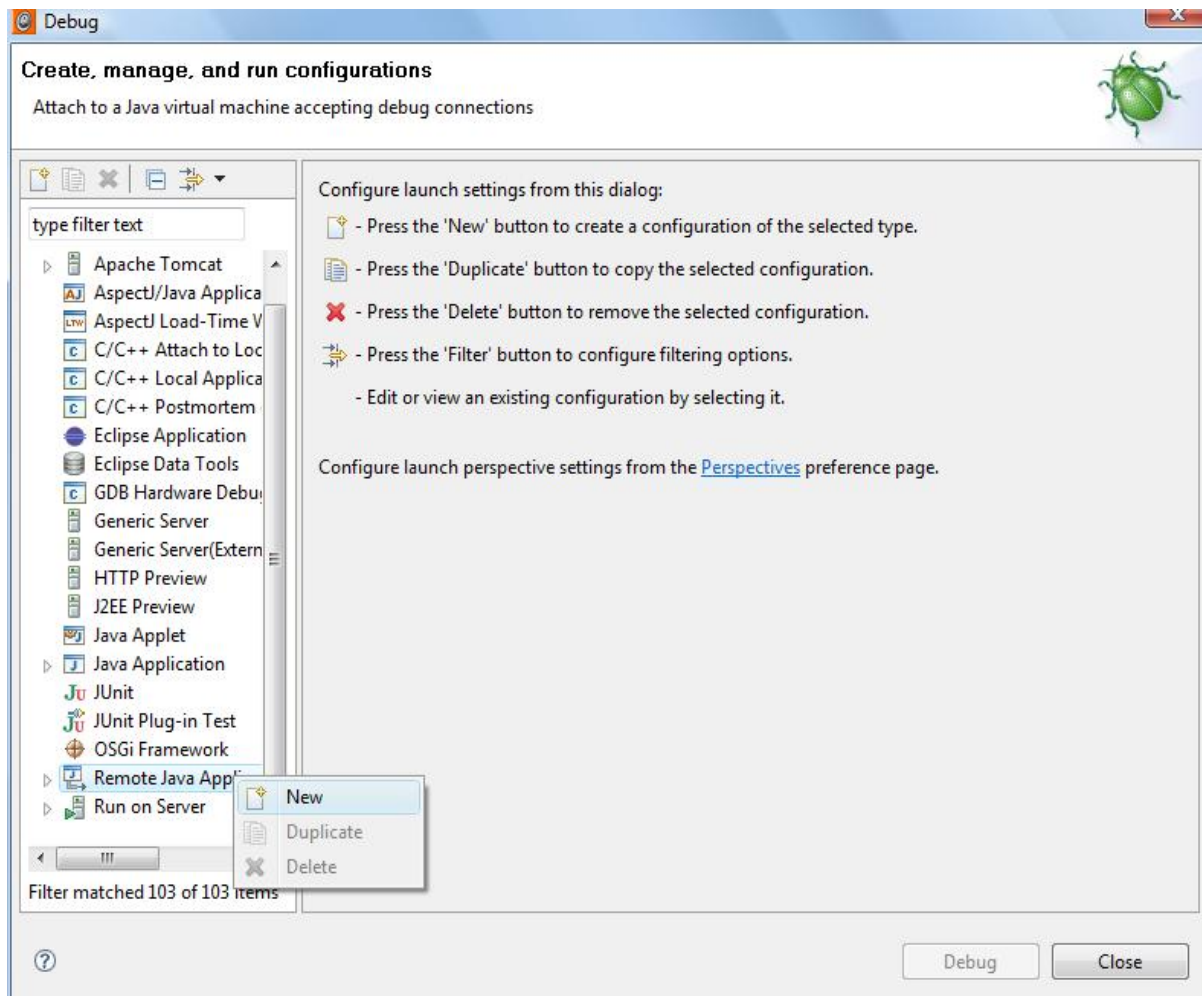 Debug
Create, manage, and run configurations
Attach to a Java virtual machine accepting debug connections
type filter text
Apache Tomcat
AspectJ/Java Applica
AspectJ Load-Time W
C/C++ Attach to Loc
C/C++ Local Applica
C/C++ Postmortem
Eclipse Application
Eclipse Data Tools
GDB Hardware Debu
Generic Server
Generic Server(Extern
HTTP Preview
J2EE Preview
Java Applet
Java Application
JUnit
JUnit Plug-in Test
OSGi Framework
Remote Java Appli
Run on Server
New
Duplicate
Delete
Filter matched 103 of 103 items
Configure launch settings from this dialog:
- Press the 'New' button to create a configuration of the selected type.
- Press the 'Duplicate' button to copy the selected configuration.
- Press the 'Delete' button to remove the selected configuration.
- Press the 'Filter' button to configure filtering options.
- Edit or view an existing configuration by selecting it.
Configure launch perspective settings from the Perspectives preference page.
Debug
Close